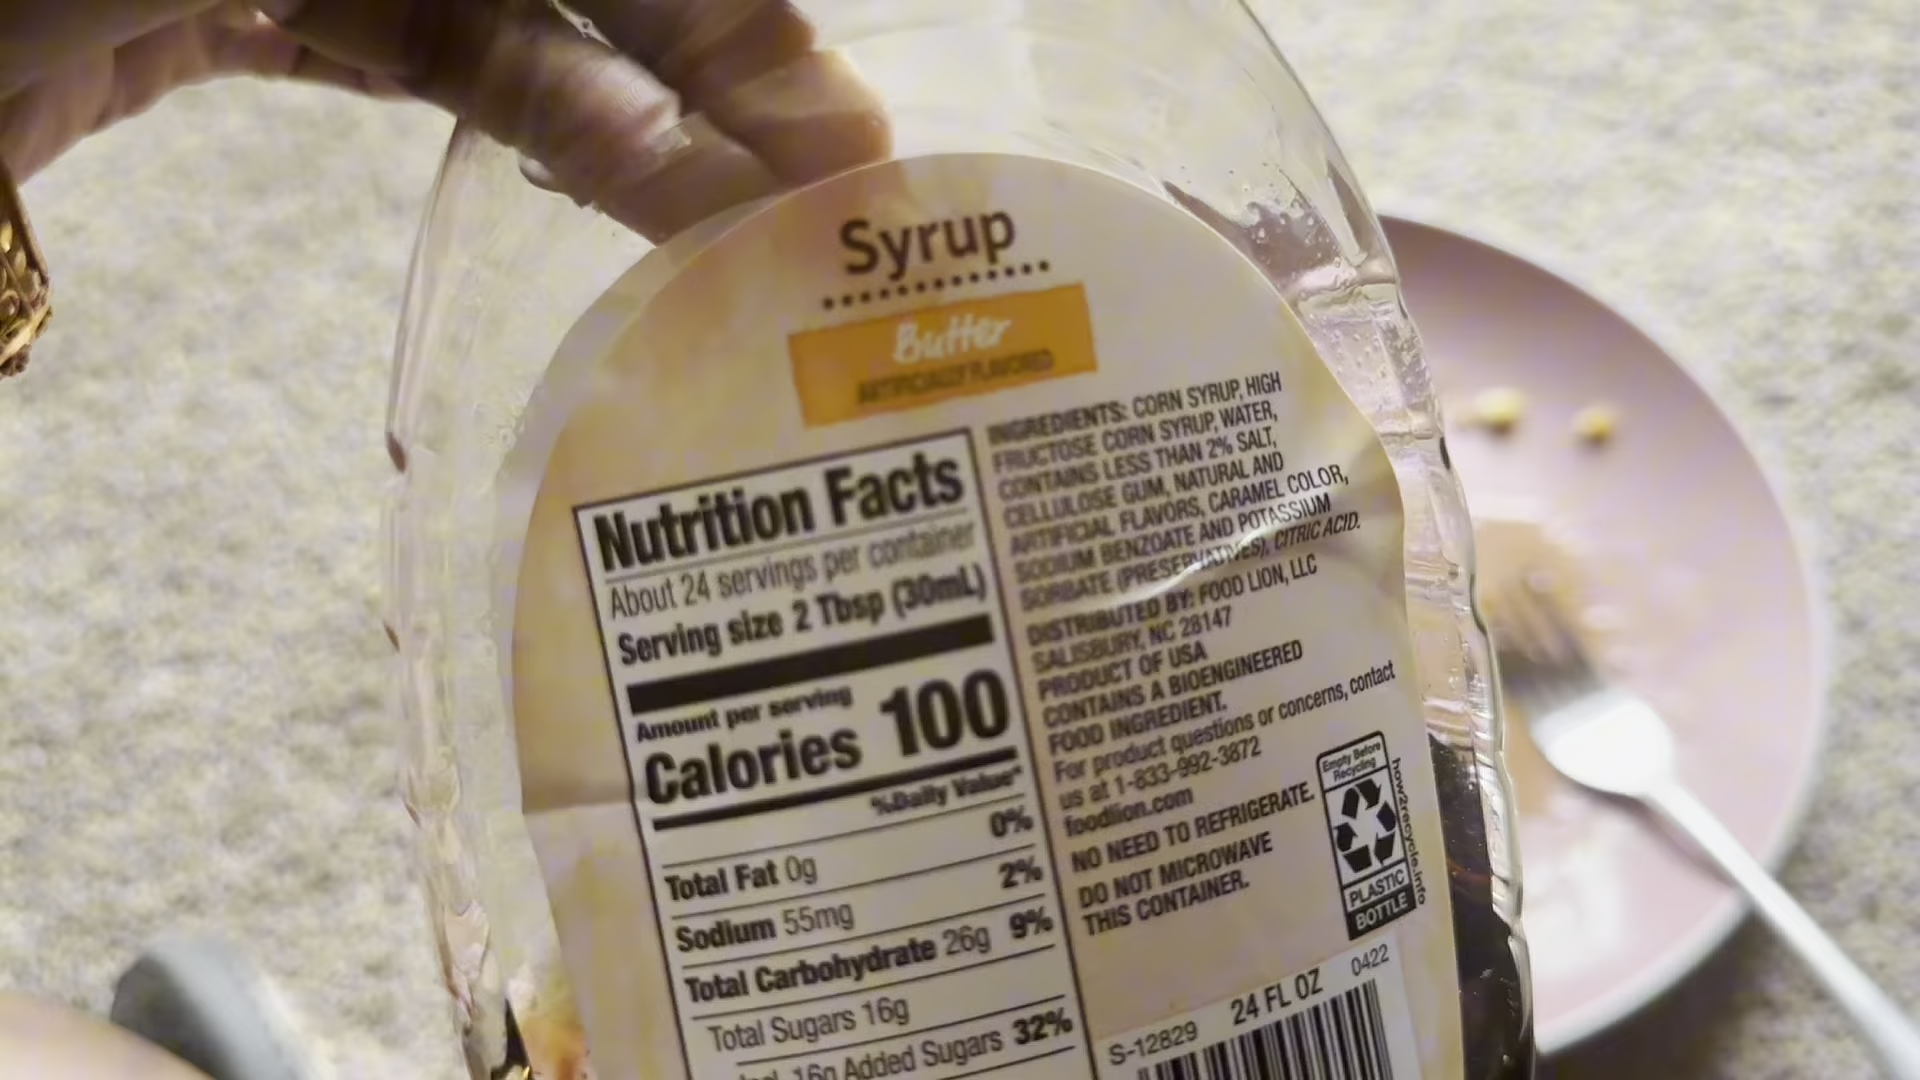 Syrup
Butter
ARTIFICIALLY FLAVORED
Nutrition Facts
About 24 servings per container
Serving size 2 Tbsp (30mL)
Amount per serving
Calories 100
%Daily Value*
0%
Total Fat 0g
2%
Sodium 55mg
Total Carbohydrate 26g 9%
Total Sugars 16g
Incl. 16g Added Sugars 32%
INGREDIENTS: CORN SYRUP, HIGH
FRUCTOSE CORN SYRUP, WATER,
CONTAINS LESS THAN 2% SALT,
CELLULOSE GUM, NATURAL AND
ARTIFICIAL FLAVORS, CARAMEL COLOR,
SODIUM BENZOATE AND POTASSIUM
SORBATE (PRESERVATIVES), CITRIC ACID.
DISTRIBUTED BY: FOOD LION, LLC
SALISBURY, NC 28147
PRODUCT OF USA
CONTAINS A BIOENGINEERED
FOOD INGREDIENT.
For product questions or concerns, contact
us at 1-833-992-3872
foodlion.com
NO NEED TO REFRIGERATE.
DO NOT MICROWAVE
THIS CONTAINER.
Empty Before
Recycling
PLASTIC
BOTTLE
how2recycle.info
S-12829 24 FL OZ 0422